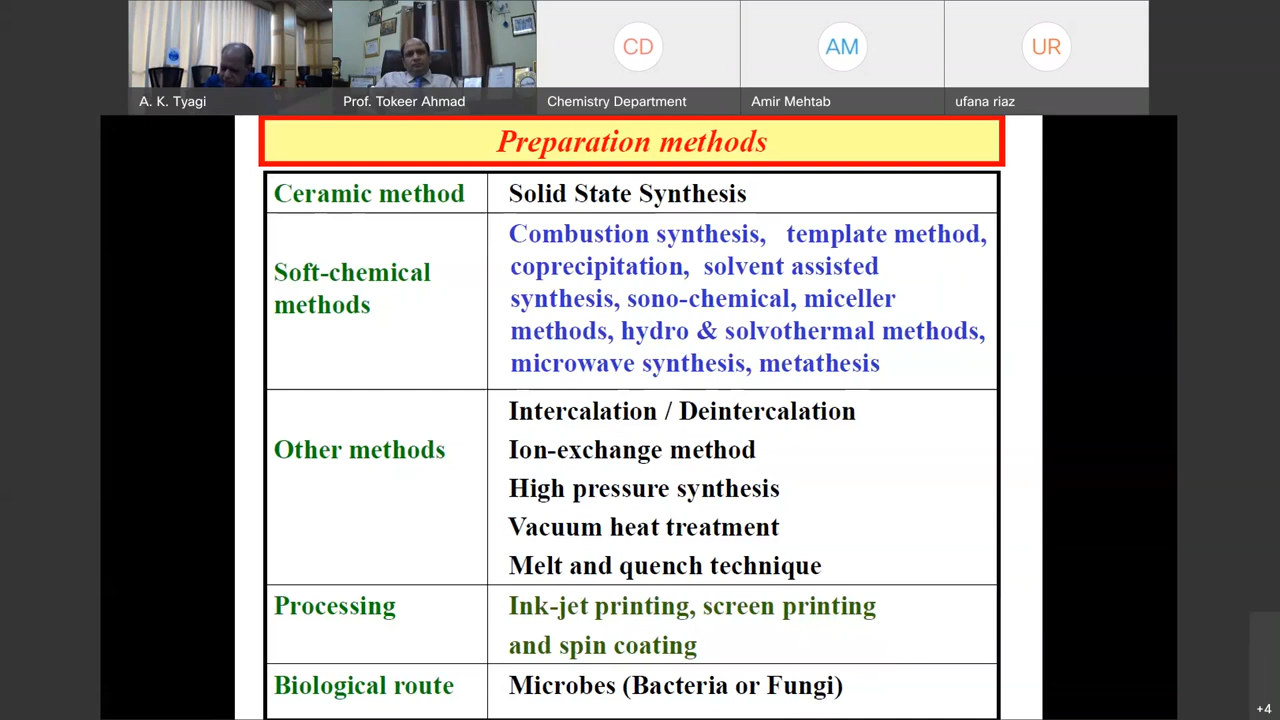 CD
AM
UR
A. K. Tyagi
Prof. Tokeer Ahmad
Chemistry Department
Amir Mehtab
ufana riaz
Preparation methods
Ceramic method
Solid State Synthesis
Soft-chemical
methods
Combustion synthesis, template method,
coprecipitation, solvent assisted
synthesis, sono-chemical, miceller
methods, hydro & solvothermal methods,
microwave synthesis, metathesis
Other methods
Intercalation / Deintercalation
Ion-exchange method
High pressure synthesis
Vacuum heat treatment
Melt and quench technique
Processing
Ink-jet printing, screen printing
and spin coating
Biological route
Microbes (Bacteria or Fungi)
+4